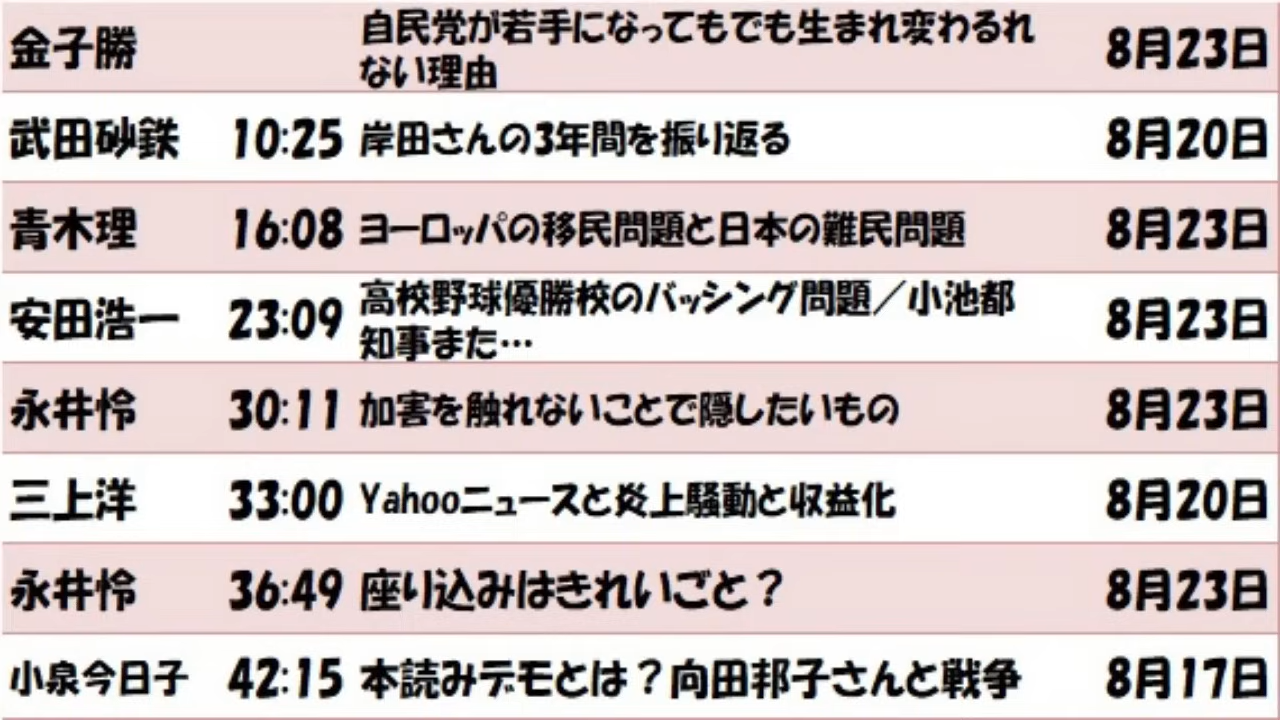 金子勝 自民党が若手になってもでも生まれ変わるれ
ない理由 8月23日
武田砂鉄 10:25 岸田さんの3年間を振り返る 8月20日
青木理 16:08 ヨーロッパの移民問題と日本の難民問題 8月23日
安田浩一 23:09 高校野球優勝校のバッシング問題／小池都
知事また… 8月23日
永井怜 30:11 加害を触れないことで隠したいもの 8月23日
三上洋 33:00 Yahooニュースと炎上騒動と収益化 8月20日
永井怜 36:49 座り込みはきれいごと？ 8月23日
小泉今日子 42:15 本読みデモとは？向田邦子さんと戦争 8月17日